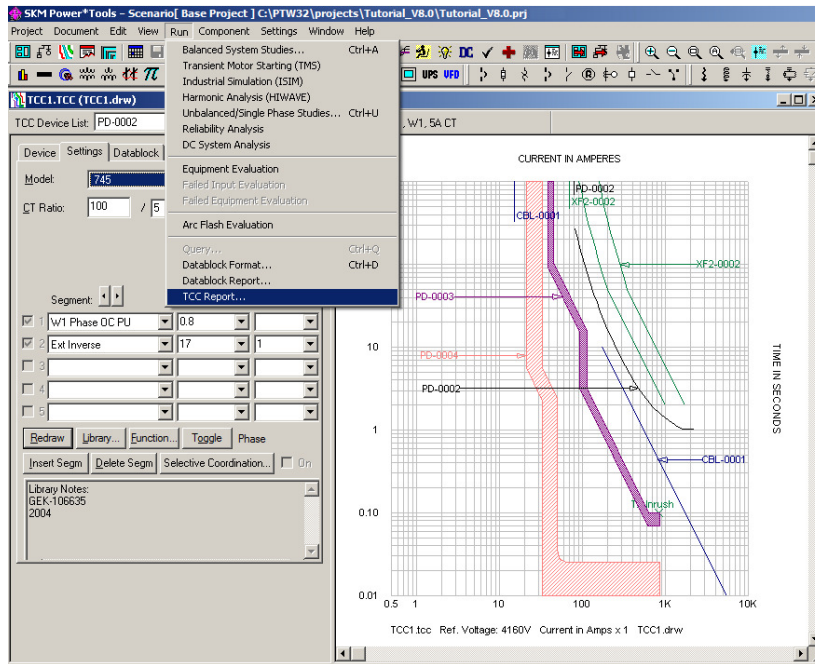 SKM Power*Tools - Scenario[ Base Project ] C:\PTW32\projects\Tutorial_V8.0\Tutorial_V8.0.prj
Project Document Edit View Run Component Settings Window Help
DC
UPS VFD
Balanced System Studies... Ctrl+A
Transient Motor Starting (TMS)
Industrial Simulation (ISIM)
Harmonic Analysis (HIWAVE)
Unbalanced/Single Phase Studies... Ctrl+U
Reliability Analysis
DC System Analysis
Equipment Evaluation
Failed Input Evaluation
Failed Equipment Evaluation
Arc Flash Evaluation
Query... Ctrl+Q
Datablock Format... Ctrl+D
Datablock Report...
TCC Report...
TCC1.TCC (TCC1.drw)
TCC Device List: PD-0002
, W1, 5A CT
Device Settings Datablock
Model: 745
CT Ratio: 100 / 5
Segment:
1 W1 Phase OC PU 0.8
2 Ext Inverse 17 1
3
4
5
Redraw Library... Function... Toggle Phase
Insert Segm Delete Segm Selective Coordination... On
Library Notes:
GEK-106635
2004
CURRENT IN AMPERES
PD-0002
XF2-0002
CBL-0001
XF2-0002
PD-0003
10
PD-0004
PD-0002
1
CBL-0001
0.10
Inrush
0.01
0.5 1 10 100 1K 10K
TIME IN SECONDS
TCC1.tcc Ref. Voltage: 4160V Current in Amps x 1 TCC1.drw